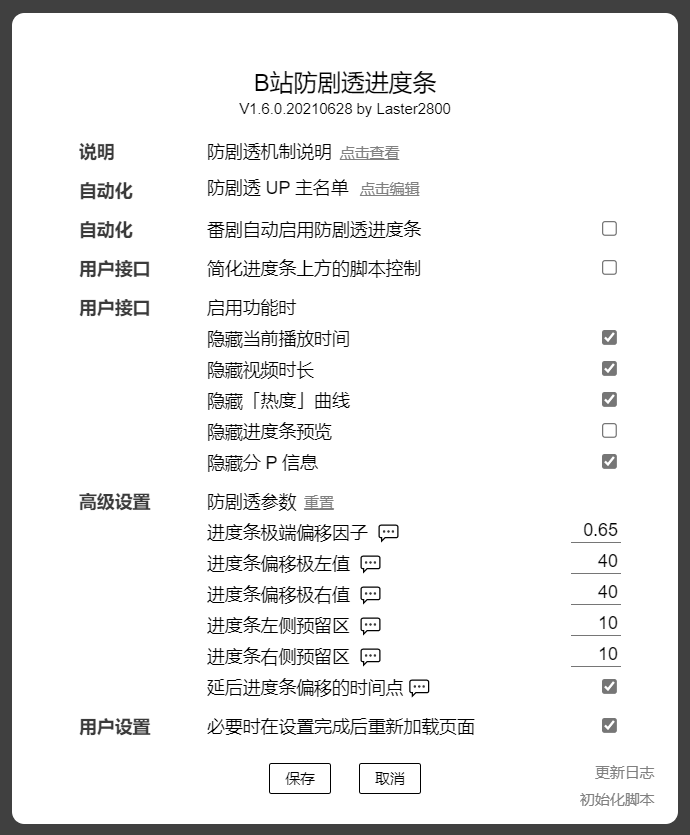 B站防剧透进度条
V1.6.0.20210628 by Laster2800
说明 防剧透机制说明 点击查看
自动化 防剧透 UP 主名单 点击编辑
自动化 番剧自动启用防剧透进度条
用户接口 简化进度条上方的脚本控制
用户接口 启用功能时
隐藏当前播放时间
隐藏视频时长
隐藏「热度」曲线
隐藏进度条预览
隐藏分 P 信息
高级设置 防剧透参数 重置
进度条极端偏移因子 0.65
进度条偏移极左值 40
进度条偏移极右值 40
进度条左侧预留区 10
进度条右侧预留区 10
延后进度条偏移的时间点
用户设置 必要时在设置完成后重新加载页面
保存 取消 更新日志
初始化脚本